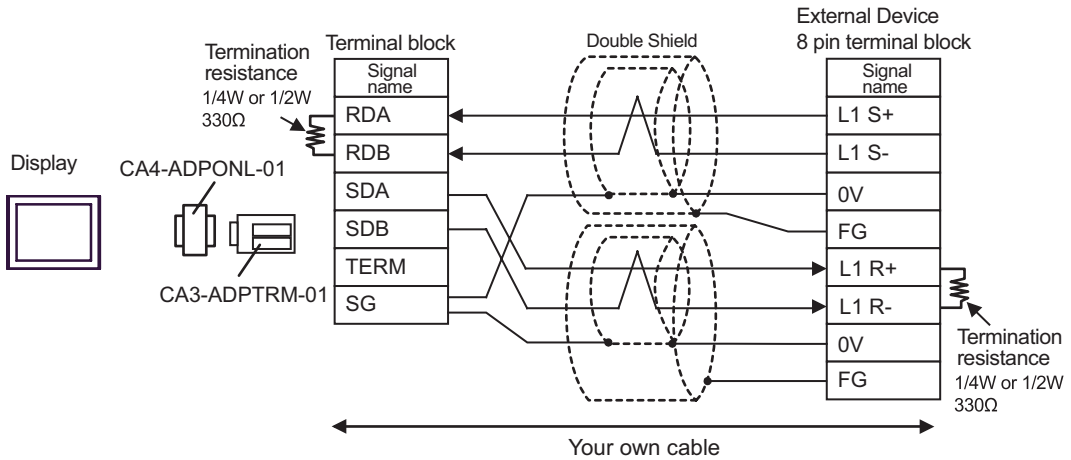 External Device
8 pin terminal block
Double Shield
Terminal block
Termination
resistance
1/4W or 1/2W
330Ω
Signal
name
RDA
RDB
SDA
SDB
TERM
SG
Display
CA4-ADPONL-01
CA3-ADPTRM-01
Signal
name
L1 S+
L1 S-
0V
FG
L1 R+
L1 R-
0V
FG
Termination
resistance
1/4W or 1/2W
330Ω
Your own cable